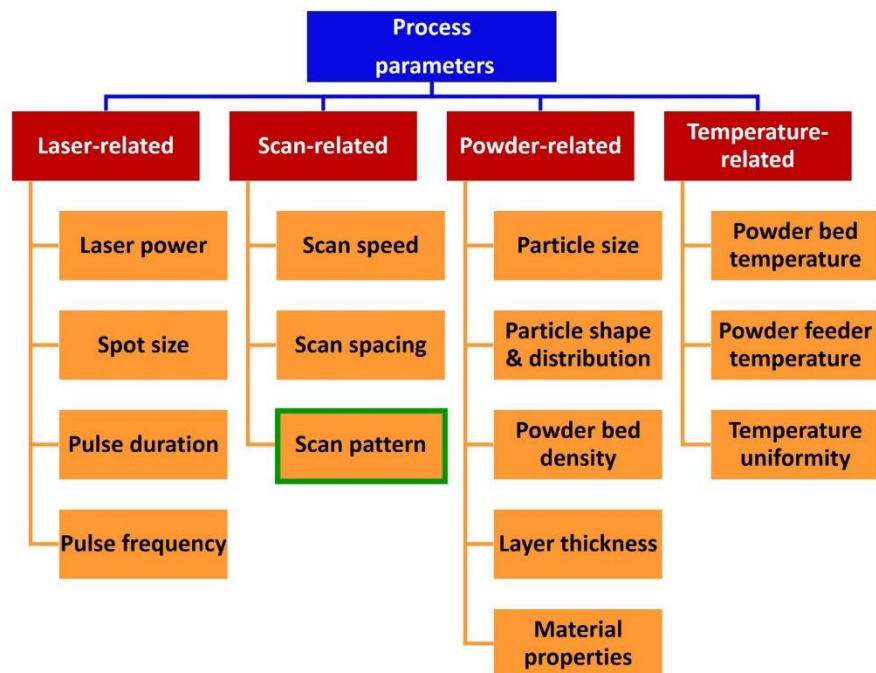 Process
parameters
Laser-related
Scan-related
Powder-related
Temperature-
related
Laser power
Spot size
Pulse duration
Pulse frequency
Scan speed
Scan spacing
Scan pattern
Particle size
Particle shape
& distribution
Powder bed
density
Layer thickness
Material
properties
Powder bed
temperature
Powder feeder
temperature
Temperature
uniformity